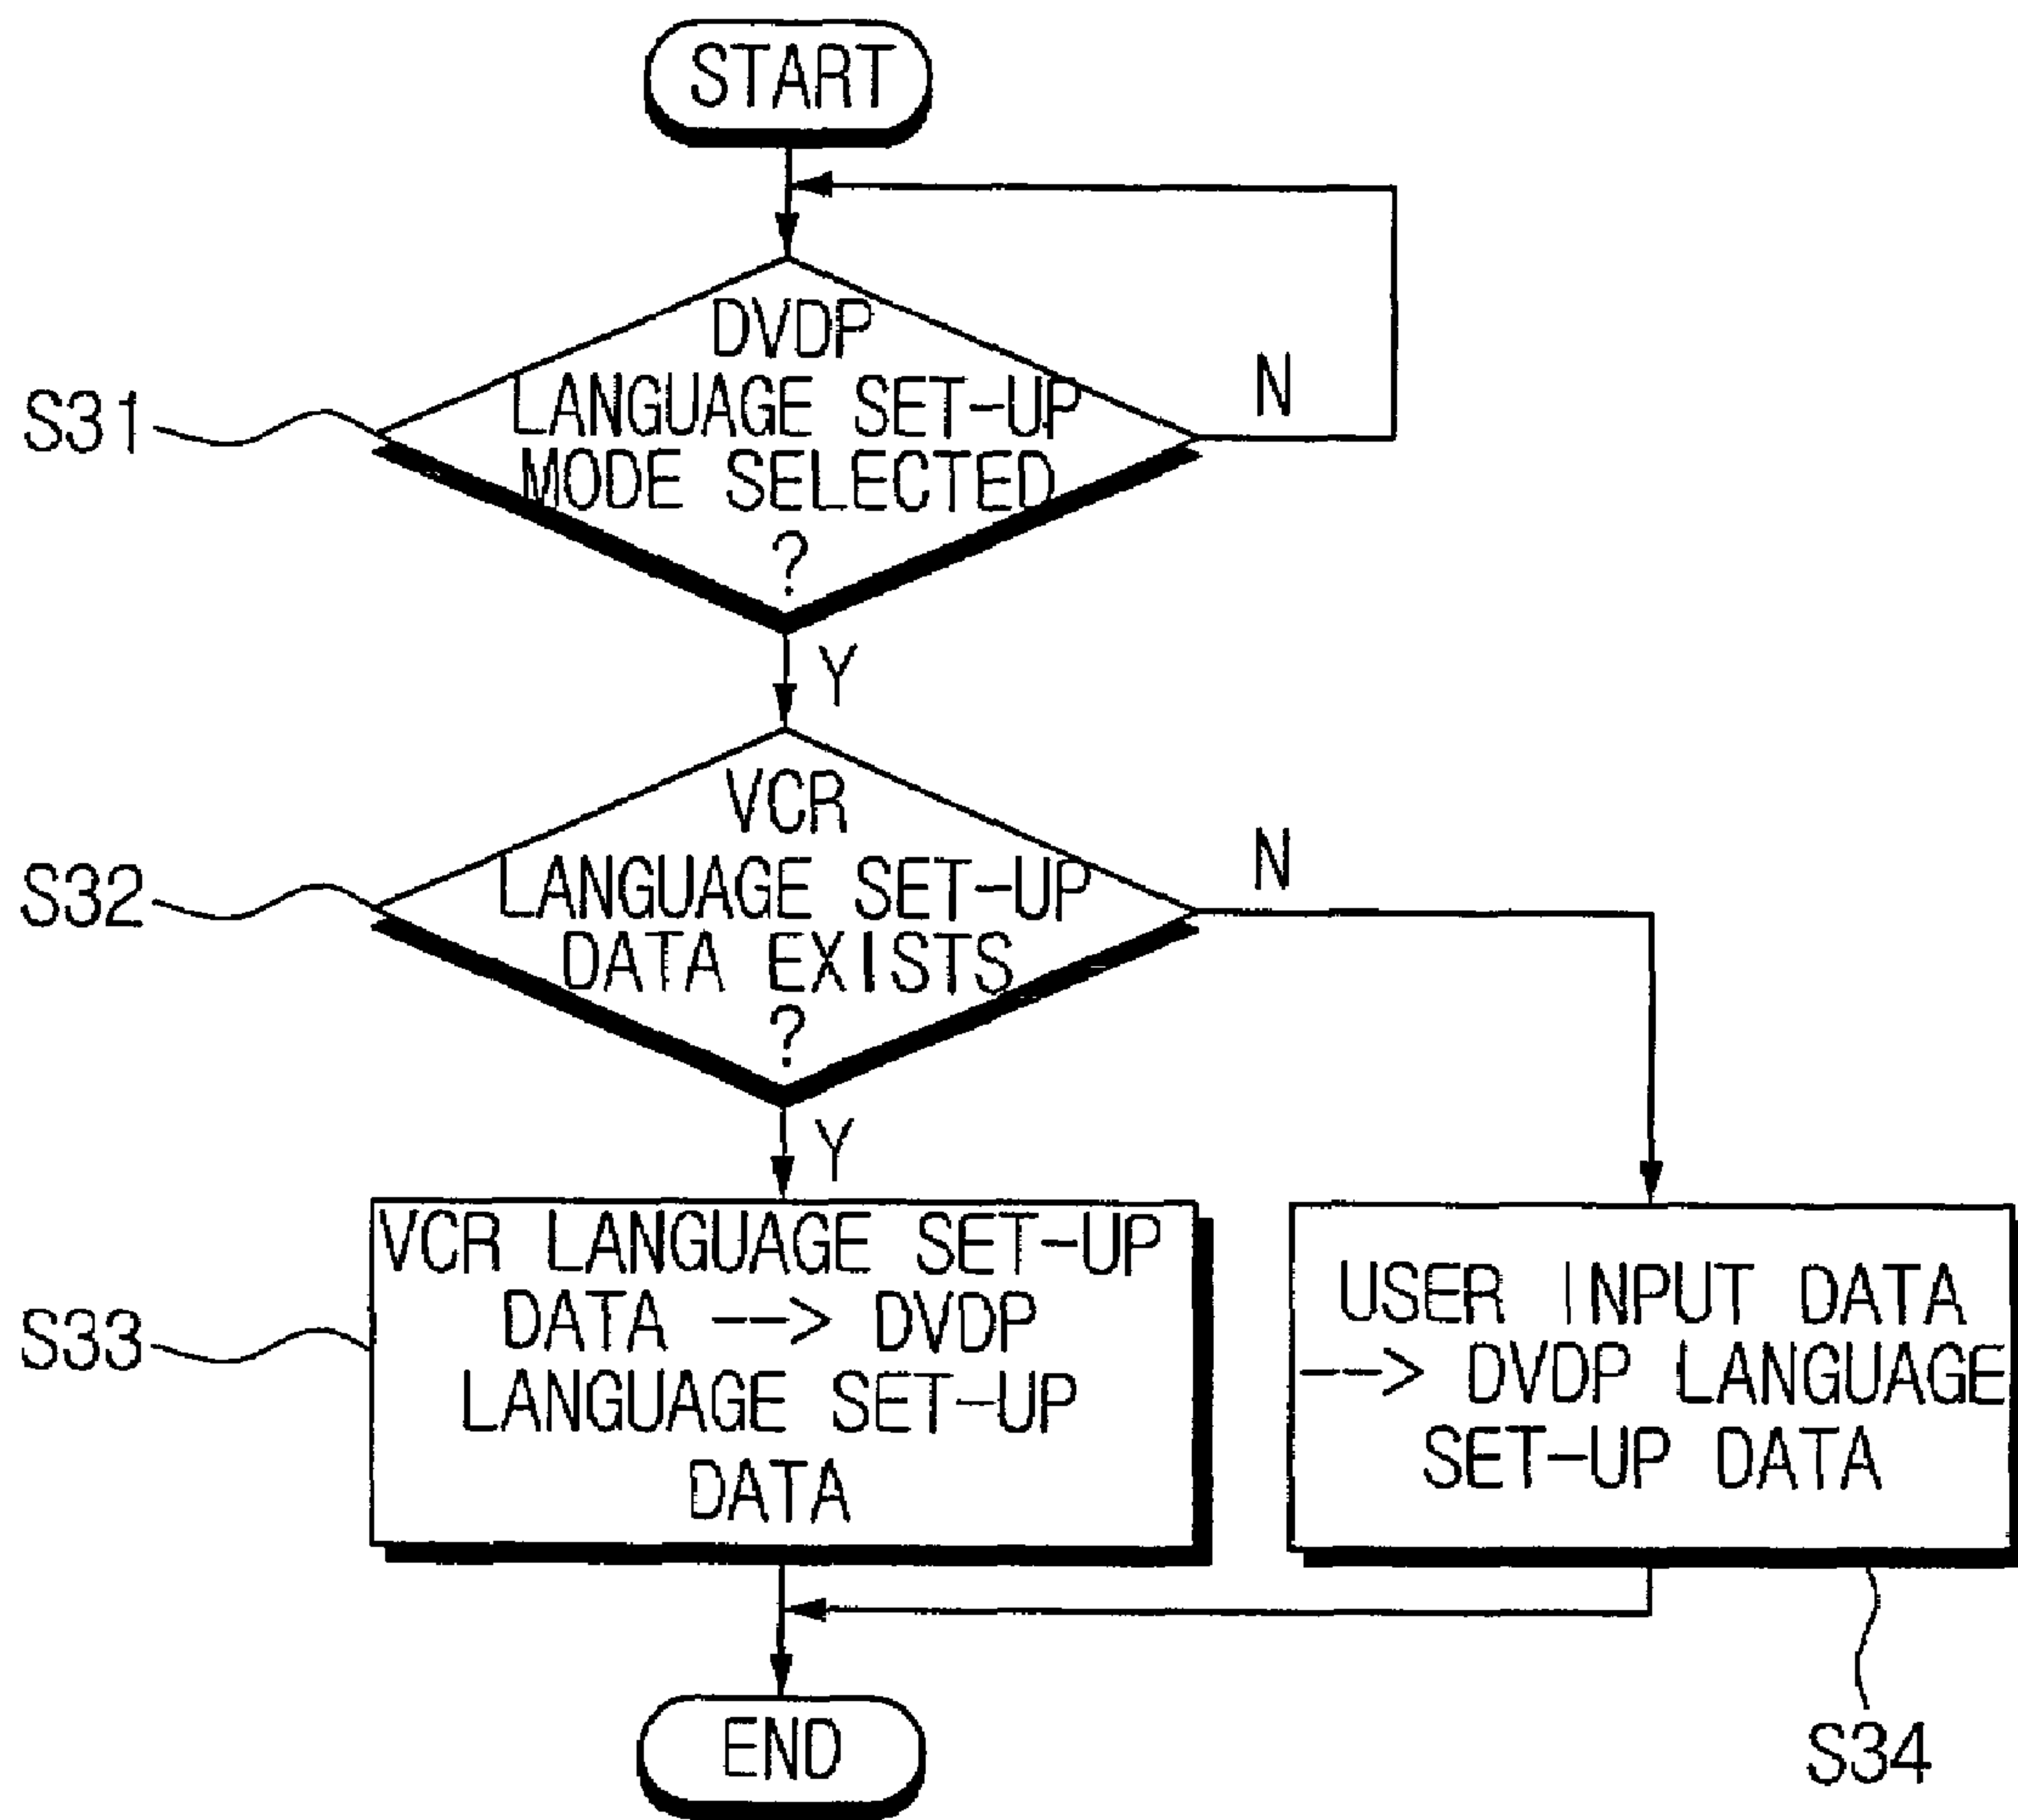 START
DVDP
LANGUAGE SET-UP
MODE SELECTED
?
N
S31
Y
VCR
LANGUAGE SET-UP
DATA EXISTS
?
N
S32
Y
VCR LANGUAGE SET-UP
DATA --> DVDP
LANGUAGE SET-UP
DATA
S33
USER INPUT DATA
--> DVDP LANGUAGE
SET-UP DATA
S34
END